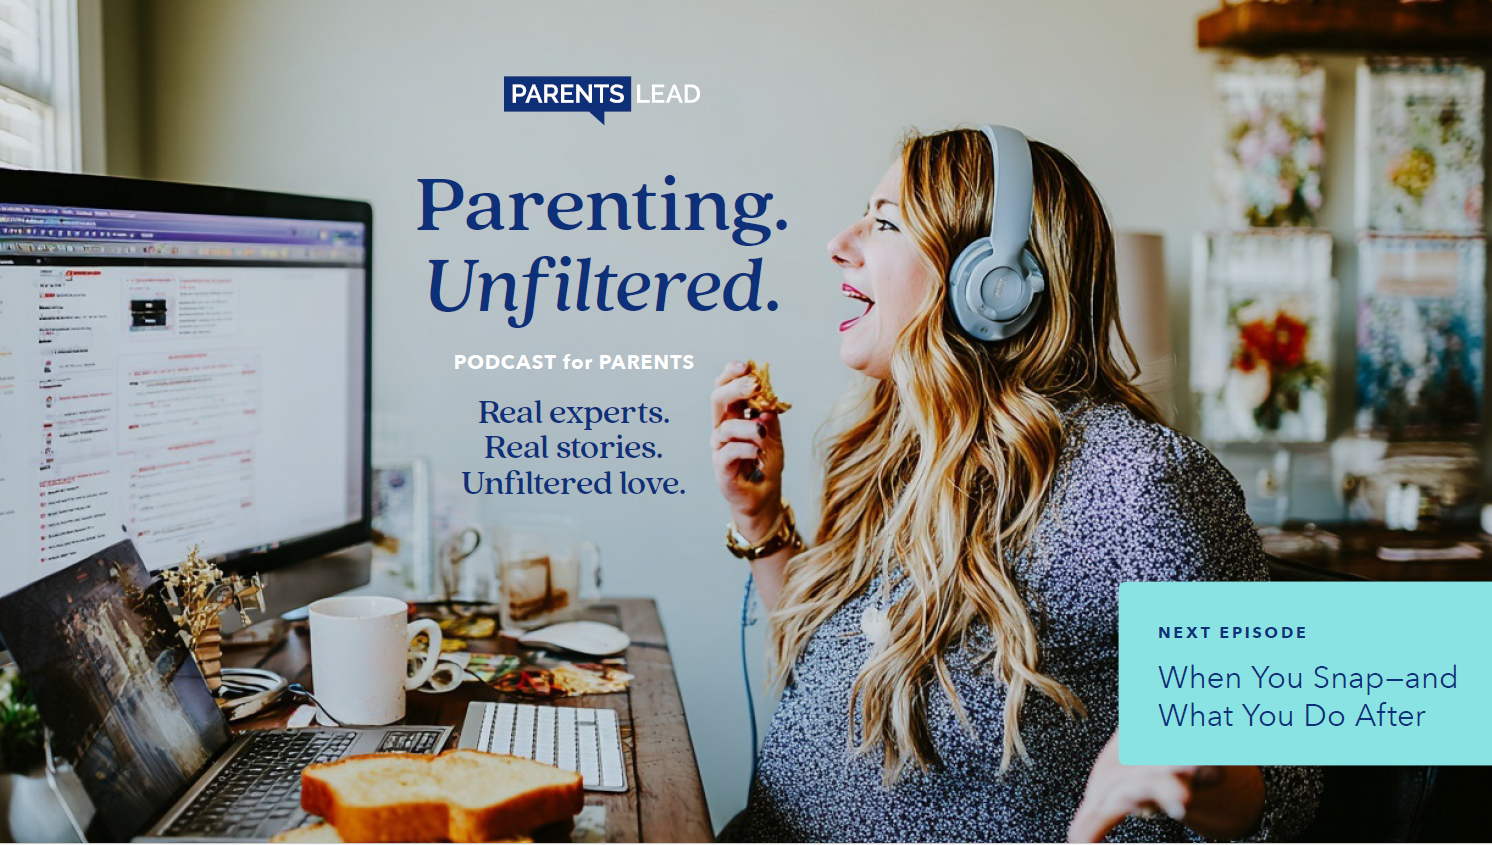 PARENTS LEAD
Parenting.
Unfiltered.
PODCAST for PARENTS
Real experts.
Real stories.
Unfiltered love.
NEXT EPISODE
When You Snap—and
What You Do After